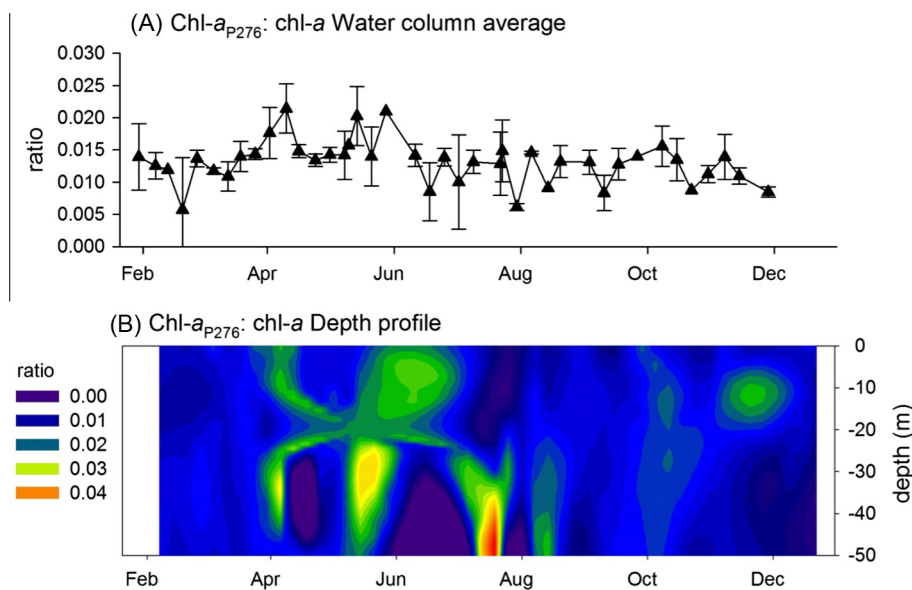 (A) Chl-aP276: chl-a Water column average
0.030
0.025
0.020
0.015
0.010
0.005
0.000
ratio
Feb Apr Jun Aug Oct Dec
(B) Chl-aP276: chl-a Depth profile
ratio
0.00
0.01
0.02
0.03
0.04
0
-10
-20
-30
-40
-50
depth (m)
Feb Apr Jun Aug Oct Dec